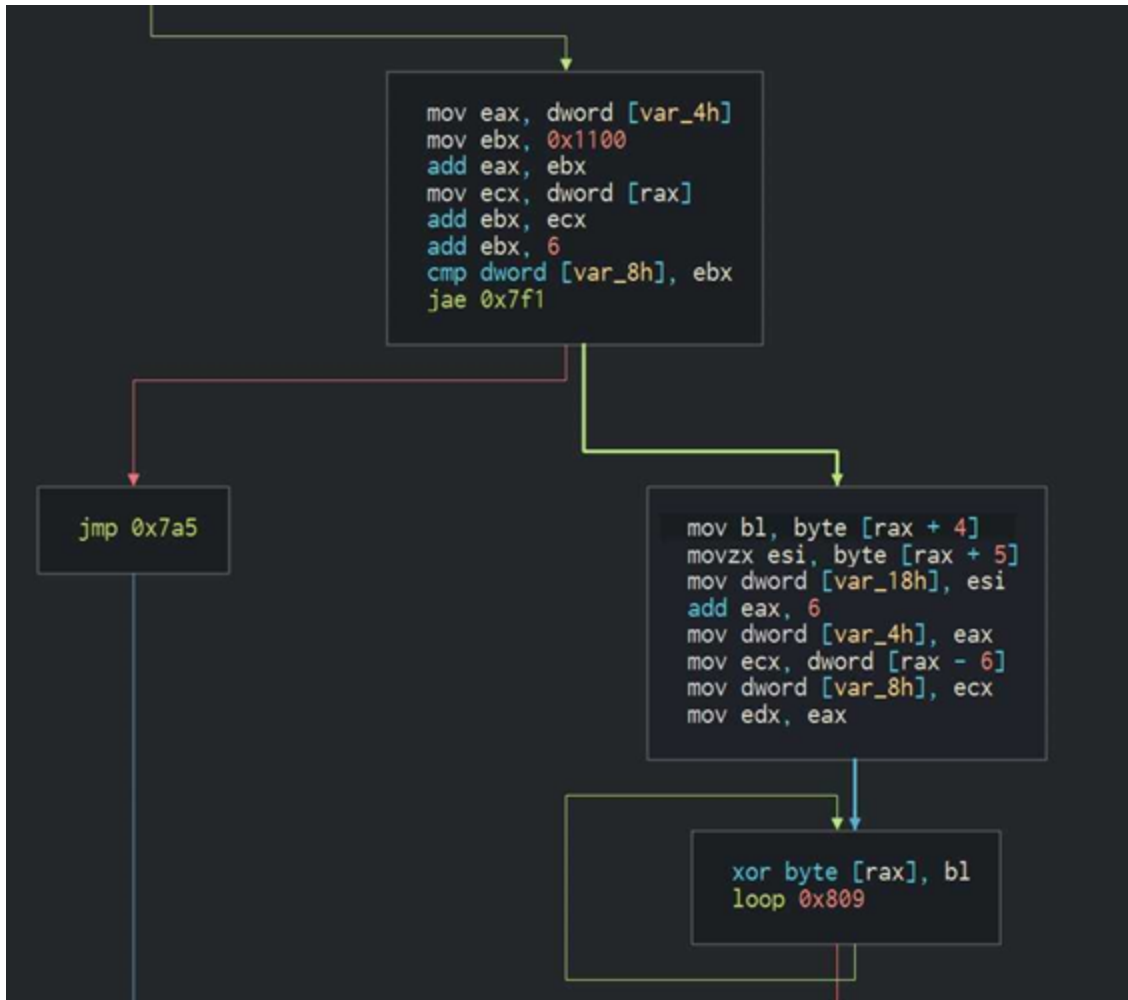 mov eax, dword [var_4h]
mov ebx, 0x1100
add eax, ebx
mov ecx, dword [rax]
add ebx, ecx
add ebx, 6
cmp dword [var_8h], ebx
jae 0x7f1
jmp 0x7a5
mov bl, byte [rax + 4]
movzx esi, byte [rax + 5]
mov dword [var_18h], esi
add eax, 6
mov dword [var_4h], eax
mov ecx, dword [rax - 6]
mov dword [var_8h], ecx
mov edx, eax
xor byte [rax], bl
loop 0x809